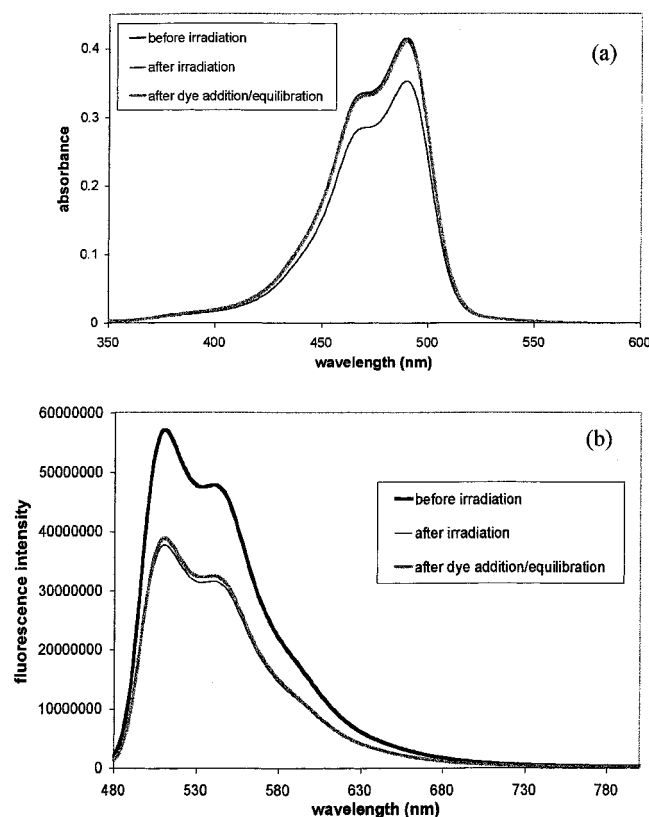 (a)
before irradiation
after irradiation
after dye addition/equilibration
0.4
0.3
0.2
0.1
0
absorbance
350 400 450 500 550 600
wavelength (nm)
(b)
60000000
50000000
40000000
30000000
20000000
10000000
0
fluorescence intensity
before irradiation
after irradiation
after dye addition/equilibration
480 530 580 630 680 730 780
wavelength (nm)